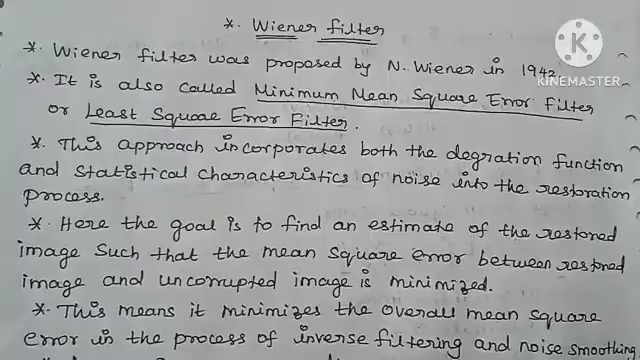 *. Wiener filter
*. Wiener filter was proposed by N. Wiener in 1942
*. It is also called Minimum Mean Square Error Filter
or Least Square Error Filter.
*. This approach incorporates both the degration function
and statistical characteristics of noise into the restoration
process.
*. Here the goal is to find an estimate of the restored
image such that the mean square error between restored
image and uncorrupted image is minimized.
*. This means it minimizes the overall mean square
error in the process of inverse filtering and noise smoothing
K
KINEMASTER